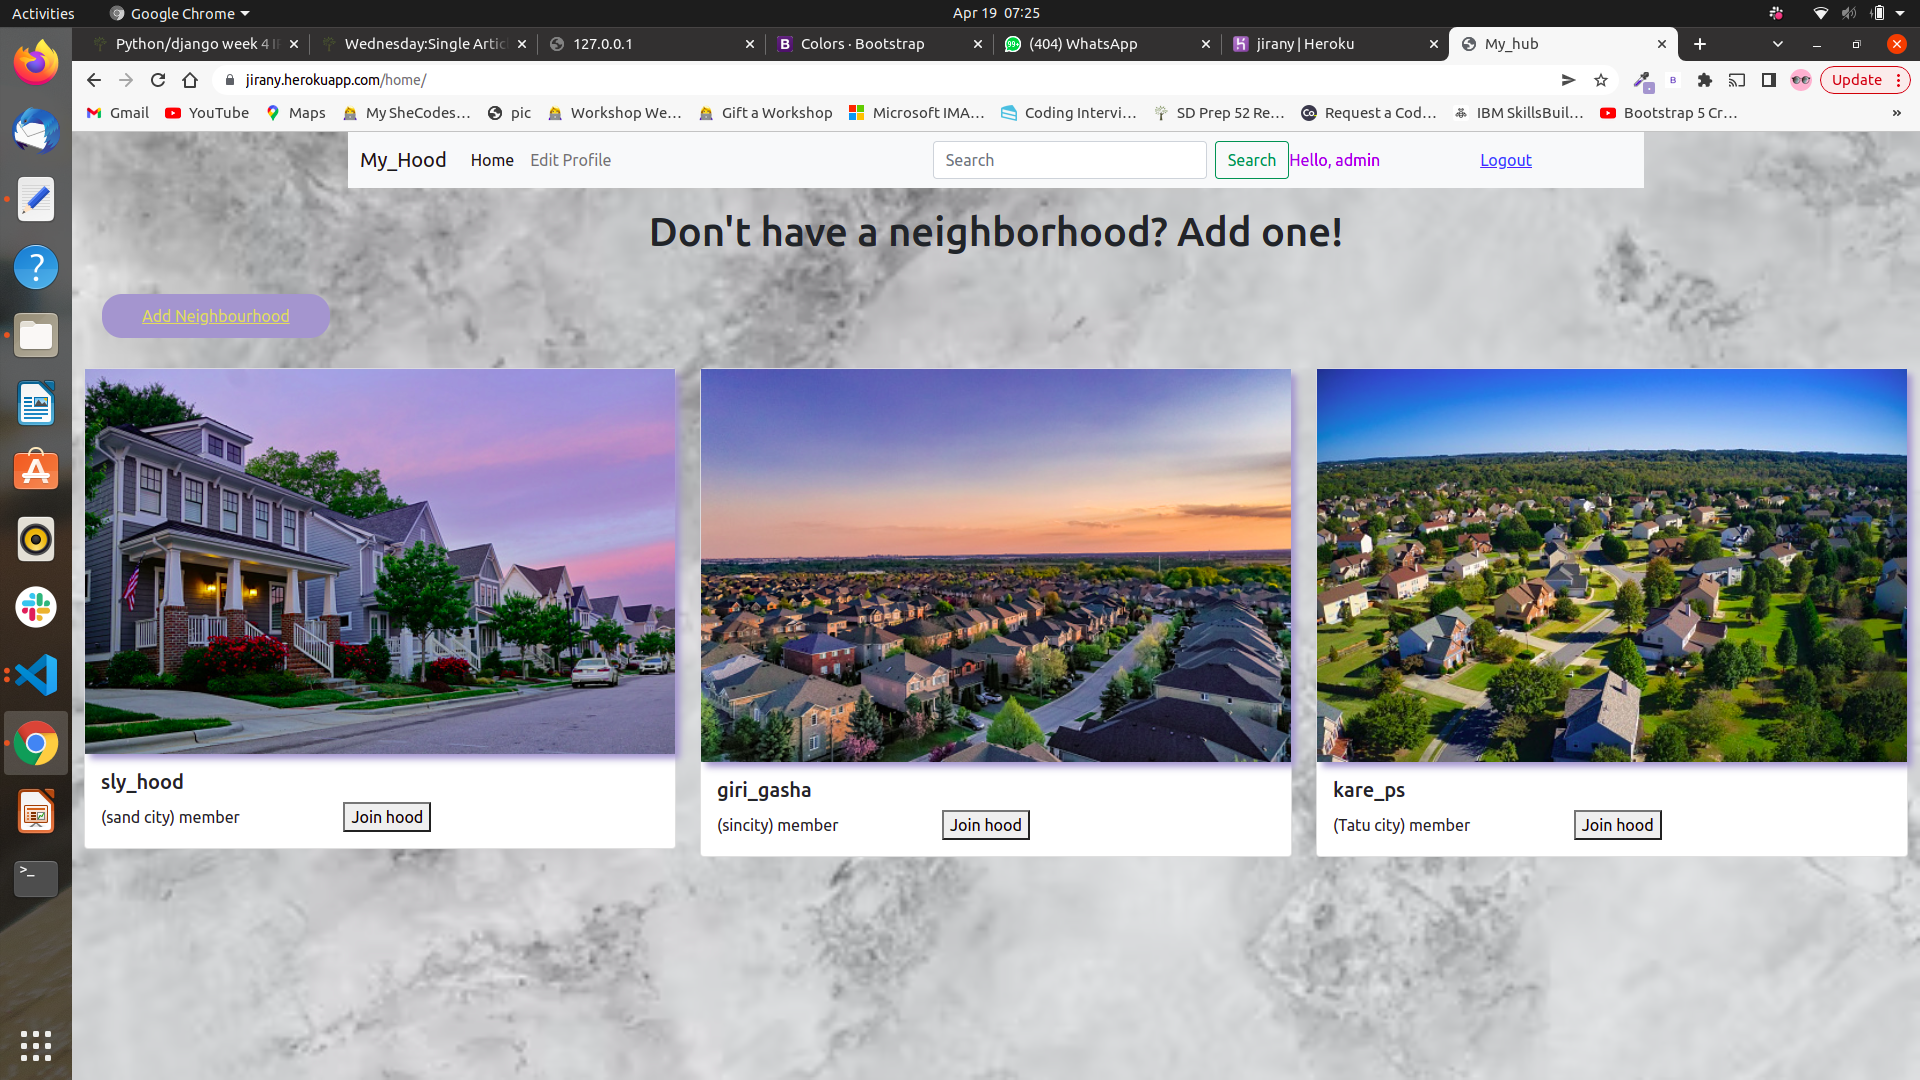 Activities Google Chrome Apr 19 07:25
Python/django week 4 I Wednesday:Single Artic 127.0.0.1 Colors · Bootstrap (404) WhatsApp jirany | Heroku My_hub
jirany.herokuapp.com/home/ Update
Gmail YouTube Maps My SheCodes... pic Workshop We... Gift a Workshop Microsoft IMA... Coding Intervi... SD Prep 52 Re... Request a Cod... IBM SkillsBuil... Bootstrap 5 Cr... »
My_Hood Home Edit Profile Search Search Hello, admin Logout
Don't have a neighborhood? Add one!
Add Neighbourhood
sly_hood
(sand city) member Join hood
giri_gasha
(sincity) member Join hood
kare_ps
(Tatu city) member Join hood